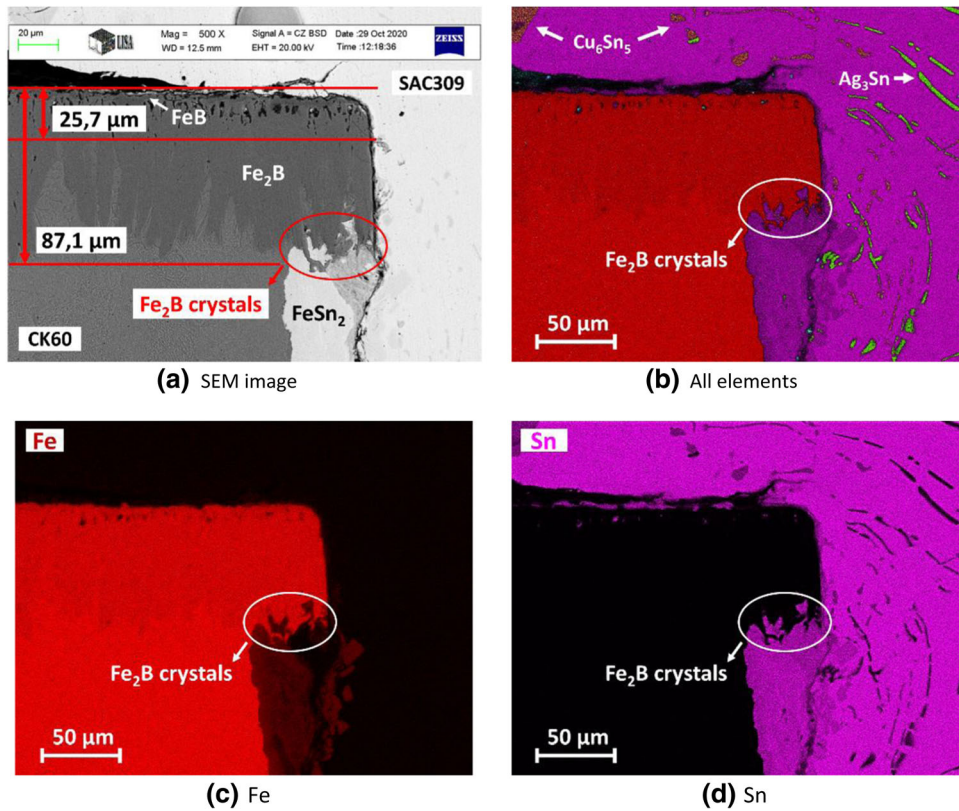 20 µm
LISA
Mag = 500 X
Signal A = CZ BSD
Date :29 Oct 2020
WD = 12.5 mm
EHT = 20.00 kV
Time :12:18:36
ZEISS
SAC309
25,7 µm
FeB
Fe₂B
87,1 µm
Fe₂B crystals
FeSn₂
CK60
(a) SEM image
Cu₆Sn₅
Ag₃Sn
Fe₂B crystals
50 µm
(b) All elements
Fe
Fe₂B crystals
50 µm
(c) Fe
Sn
Fe₂B crystals
50 µm
(d) Sn